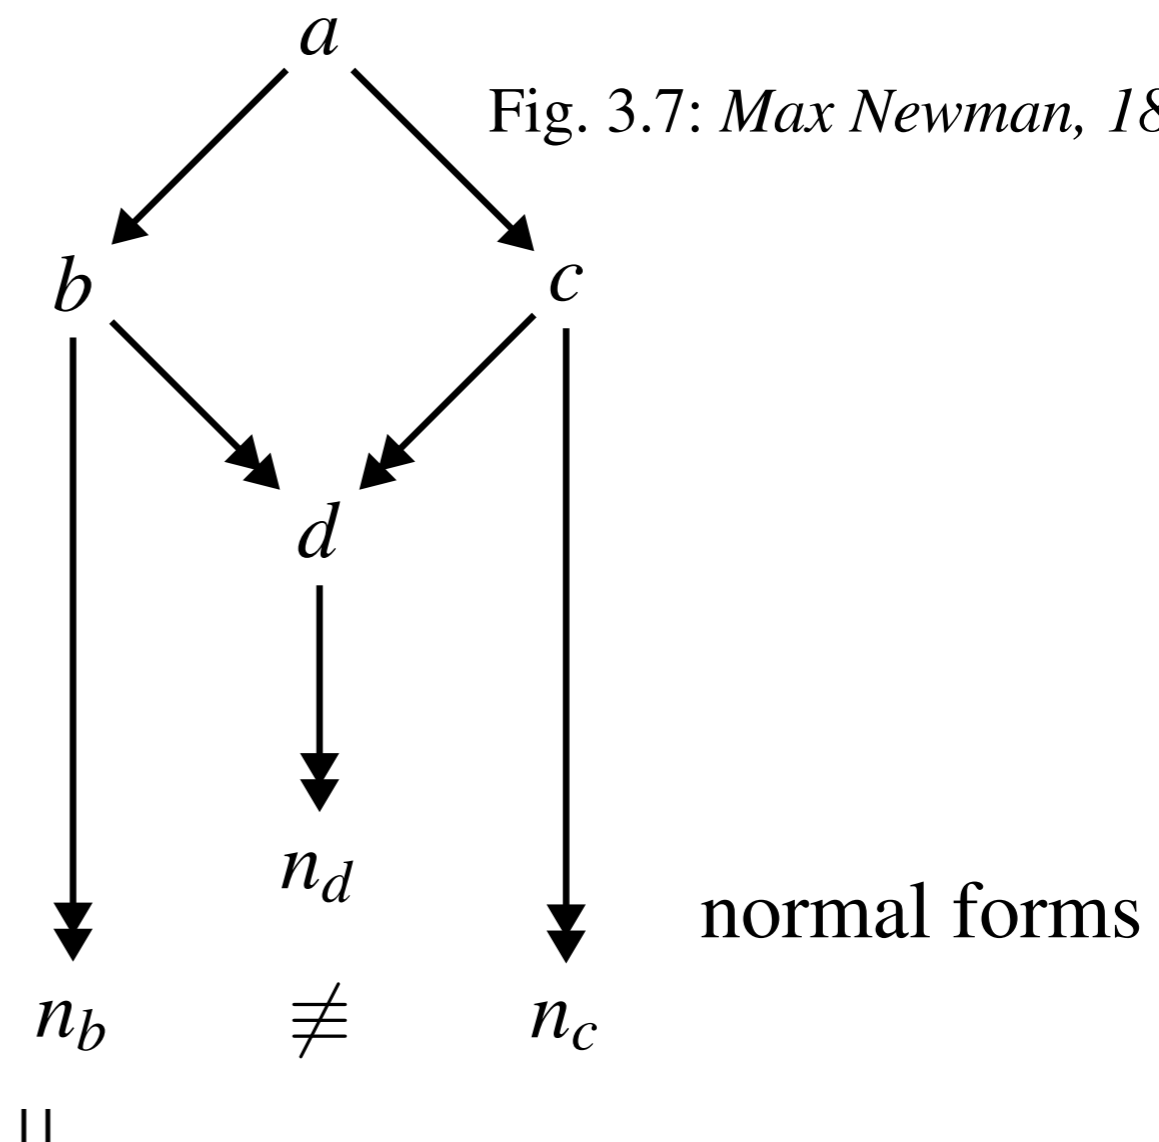 a
Fig. 3.7: Max Newman, 18
b c
d
n_d
normal forms
n_b ≢ n_c